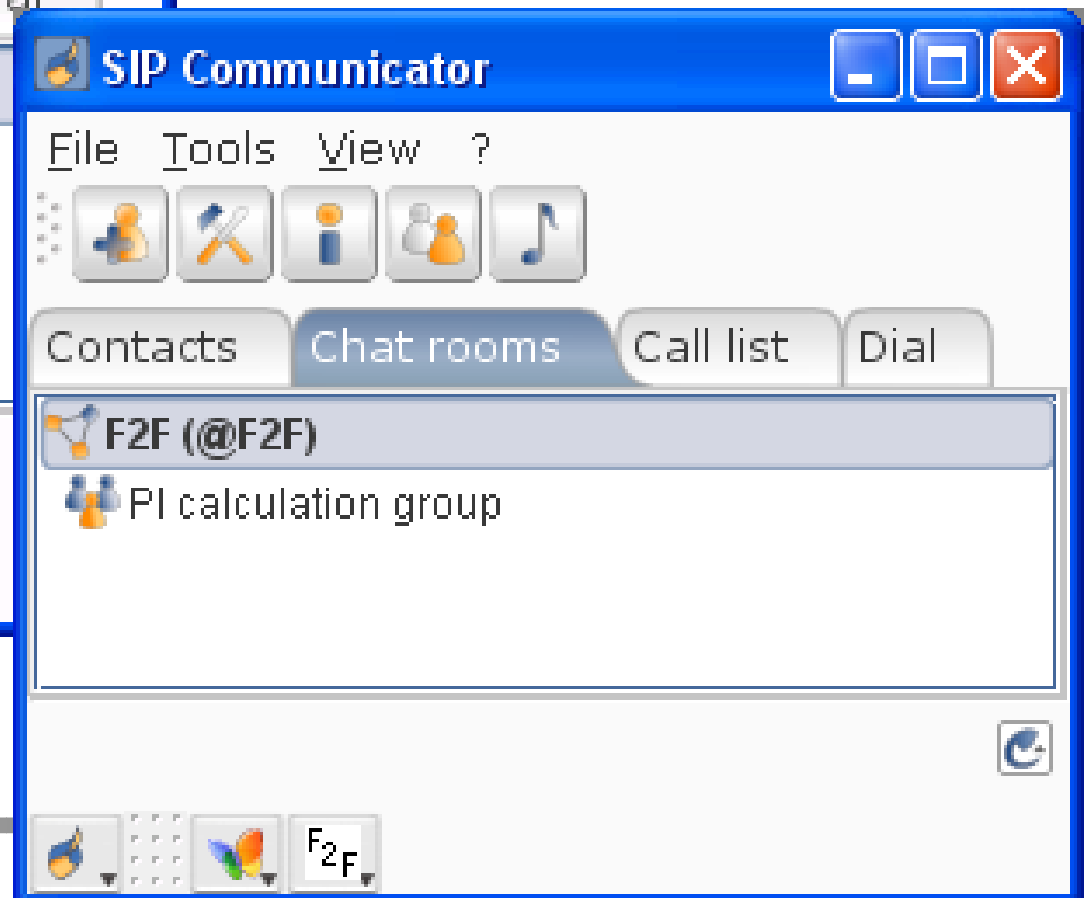 SIP Communicator
File Tools View ?
Contacts Chat rooms Call list Dial
F2F (@F2F)
PI calculation group
F2F